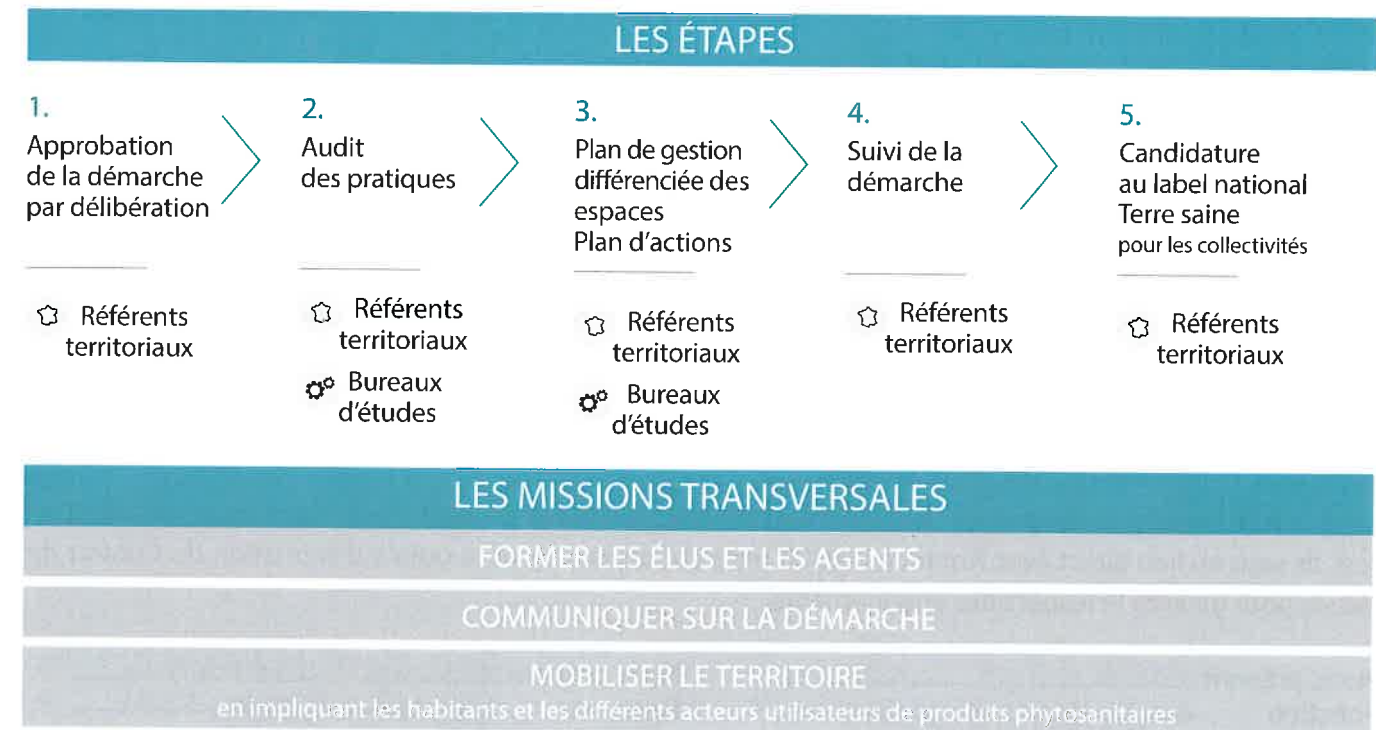 LES ÉTAPES
1.
Approbation
de la démarche
par délibération
Référents
territoriaux
2.
Audit
des pratiques
Référents
territoriaux
Bureaux
d'études
3.
Plan de gestion
différenciée des
espaces
Plan d'actions
Référents
territoriaux
Bureaux
d'études
4.
Suivi de la
démarche
Référents
territoriaux
5.
Candidature
au label national
Terre saine
pour les collectivités
Référents
territoriaux
LES MISSIONS TRANSVERSALES
FORMER LES ÉLUS ET LES AGENTS
COMMUNIQUER SUR LA DÉMARCHE
MOBILISER LE TERRITOIRE
en impliquant les habitants et les différents acteurs utilisateurs de produits phytosanitaires